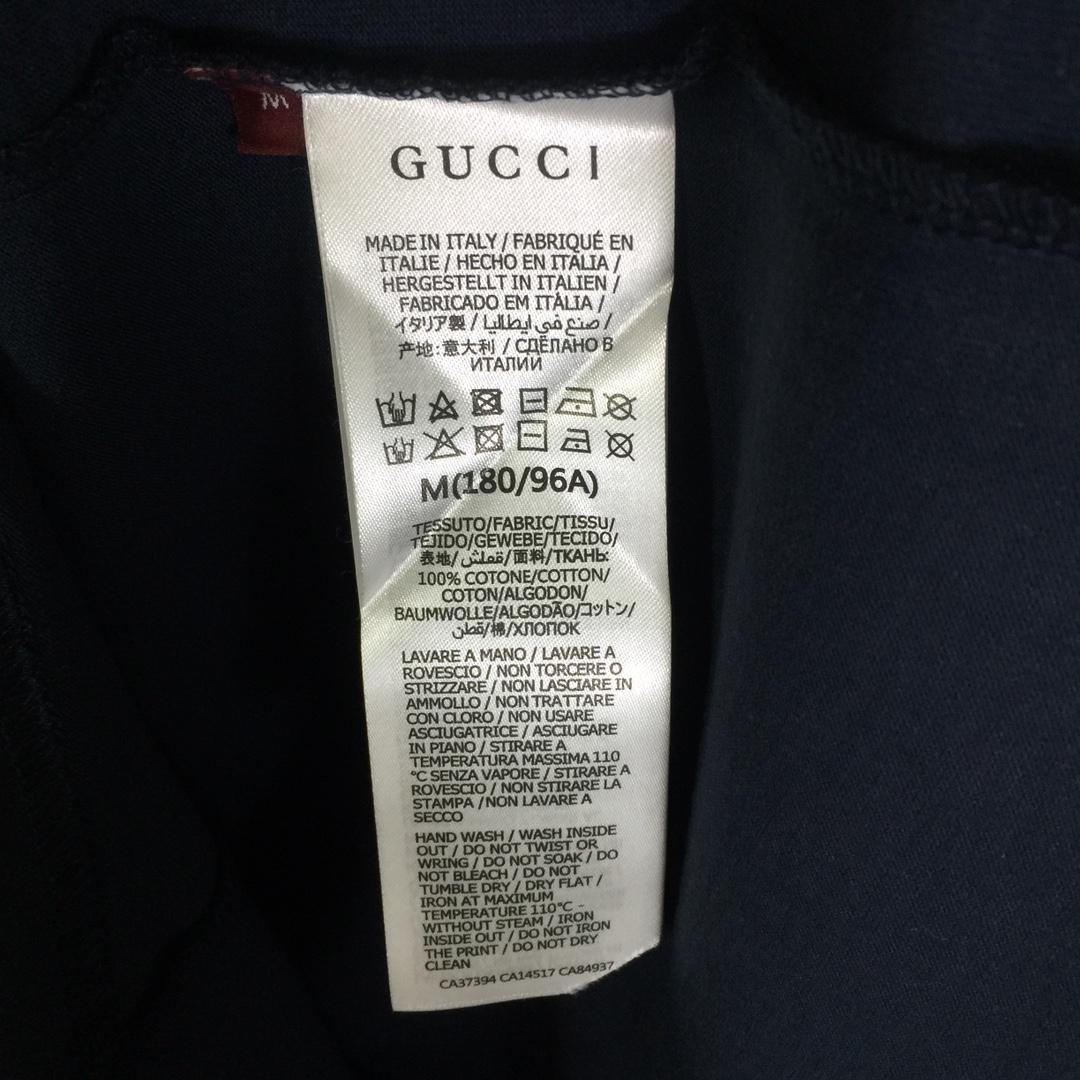 M
GUCCI
MADE IN ITALY / FABRIQUÉ EN
ITALIE / HECHO EN ITALIA /
HERGESTELLT IN ITALIEN /
FABRICADO EM ITÀLIA /
イタリア製 / صنع في ايطاليا /
产地:意大利 / СДЁЛАНО В
ИТАЛИИ
M(180/96A)
TESSUTO/FABRIC/TISSU/
TEJIDO/GEWEBE/TECIDO/
表地/قعلش/面料/ТКАНЬ:
100% COTONE/COTTON/
COTON/ALGODON/
BAUMWOLLE/ALGODÃO/コットン/
قطن/棉/ХЛОПОК
LAVARE A MANO / LAVARE A
ROVESCIO / NON TORCERE O
STRIZZARE / NON LASCIARE IN
AMMOLLO / NON TRATTARE
CON CLORO / NON USARE
ASCIUGATRICE / ASCIUGARE
IN PIANO / STIRARE A
TEMPERATURA MASSIMA 110
°C SENZA VAPORE / STIRARE A
ROVESCIO / NON STIRARE LA
STAMPA /NON LAVARE A
SECCO
HAND WASH / WASH INSIDE
OUT / DO NOT TWIST OR
WRING / DO NOT SOAK / DO
NOT BLEACH / DO NOT
TUMBLE DRY / DRY FLAT /
IRON AT MAXIMUM
TEMPERATURE 110°C -
WITHOUT STEAM / IRON
INSIDE OUT / DO NOT IRON
THE PRINT / DO NOT DRY
CLEAN
CA37394 CA14517 CA84937